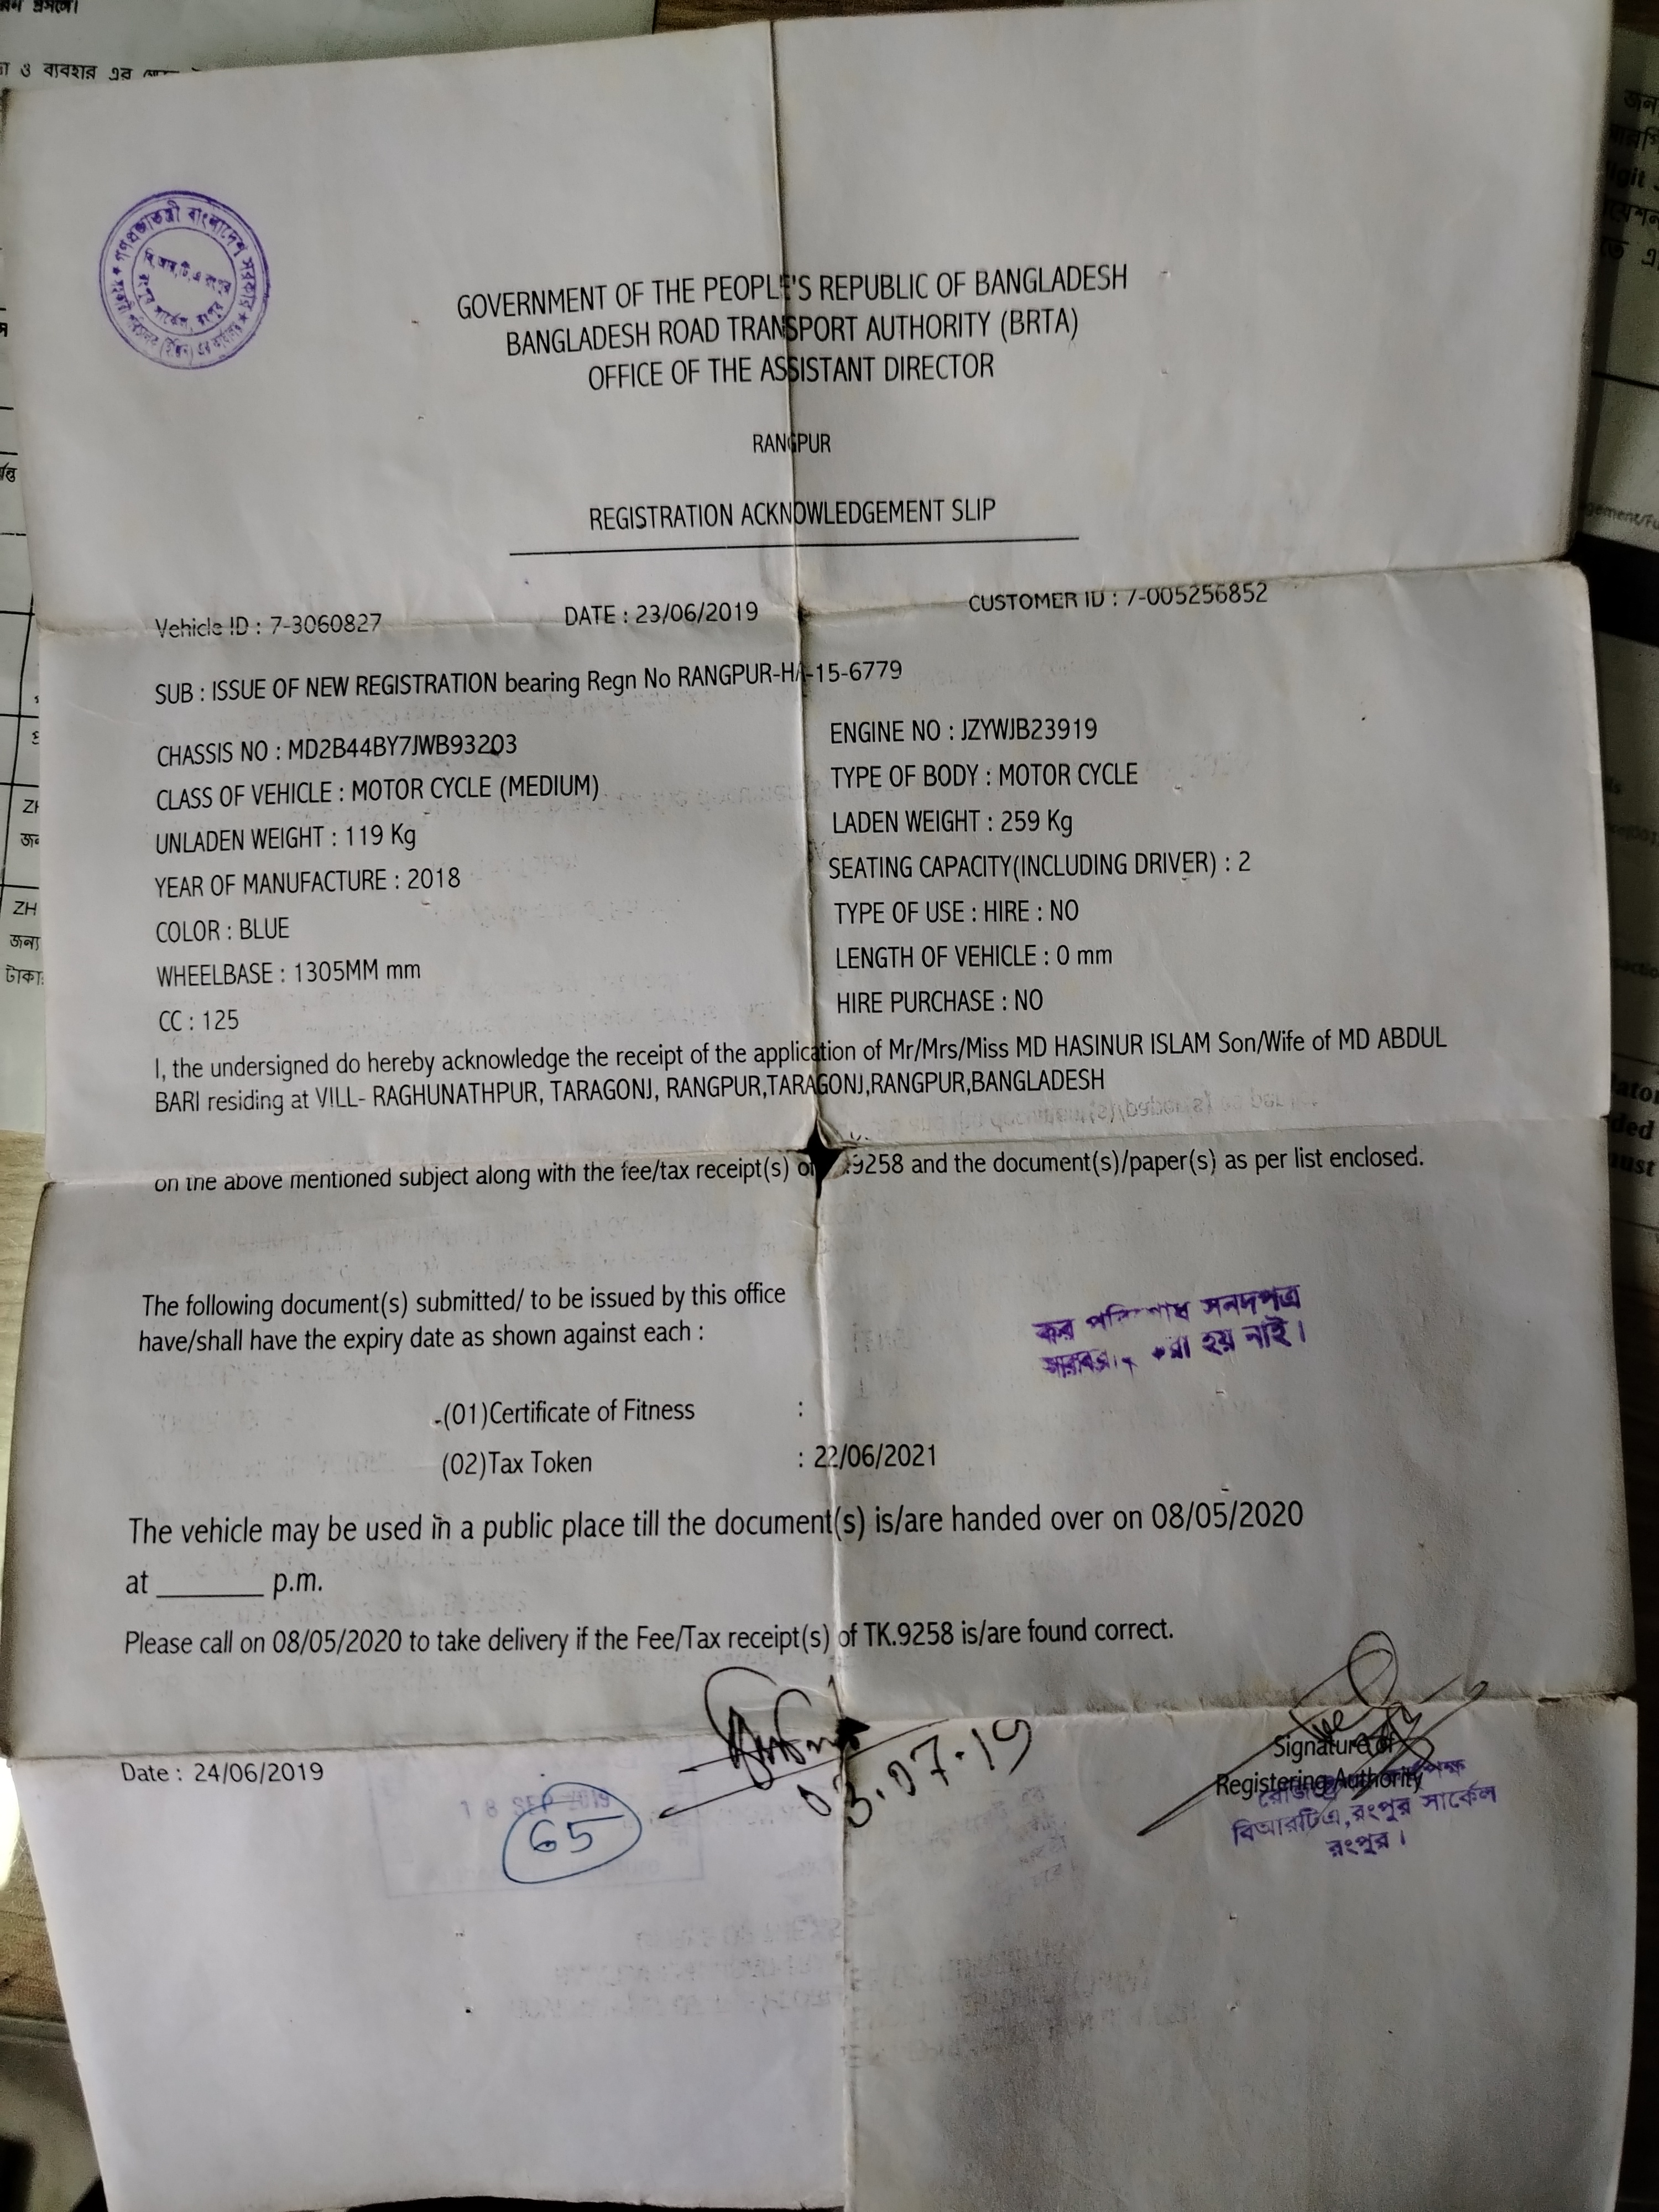 গণপ্রজাতন্ত্রী বাংলাদেশ সরকার
GOVERNMENT OF THE PEOPLE'S REPUBLIC OF BANGLADESH
BANGLADESH ROAD TRANSPORT AUTHORITY (BRTA)
OFFICE OF THE ASSISTANT DIRECTOR
RANGPUR
REGISTRATION ACKNOWLEDGEMENT SLIP
Vehicle ID : 7-3060827 DATE : 23/06/2019 CUSTOMER ID : 7-005256852
SUB : ISSUE OF NEW REGISTRATION bearing Regn No RANGPUR-HA-15-6779
CHASSIS NO : MD2B44BY7JWB93203 ENGINE NO : JZYWJB23919
CLASS OF VEHICLE : MOTOR CYCLE (MEDIUM) TYPE OF BODY : MOTOR CYCLE
UNLADEN WEIGHT : 119 Kg LADEN WEIGHT : 259 Kg
YEAR OF MANUFACTURE : 2018 SEATING CAPACITY(INCLUDING DRIVER) : 2
COLOR : BLUE TYPE OF USE : HIRE : NO
WHEELBASE : 1305MM mm LENGTH OF VEHICLE : 0 mm
CC : 125 HIRE PURCHASE : NO
I, the undersigned do hereby acknowledge the receipt of the application of Mr/Mrs/Miss MD HASINUR ISLAM Son/Wife of MD ABDUL
BARI residing at VILL- RAGHUNATHPUR, TARAGONJ, RANGPUR,TARAGONJ,RANGPUR,BANGLADESH
on the above mentioned subject along with the fee/tax receipt(s) 9258 and the document(s)/paper(s) as per list enclosed.
The following document(s) submitted/ to be issued by this office
have/shall have the expiry date as shown against each :
কর সনদপত্র
হয় নাই।
-(01)Certificate of Fitness :
(02)Tax Token : 22/06/2021
The vehicle may be used in a public place till the document(s) is/are handed over on 08/05/2020
at _______ p.m.
Please call on 08/05/2020 to take delivery if the Fee/Tax receipt(s) of TK.9258 is/are found correct.
03.07.19
Date : 24/06/2019
18 SEP 2019
65
Signature of
Registering Authority
বিআরটিএ,রংপুর সার্কেল
রংপুর।